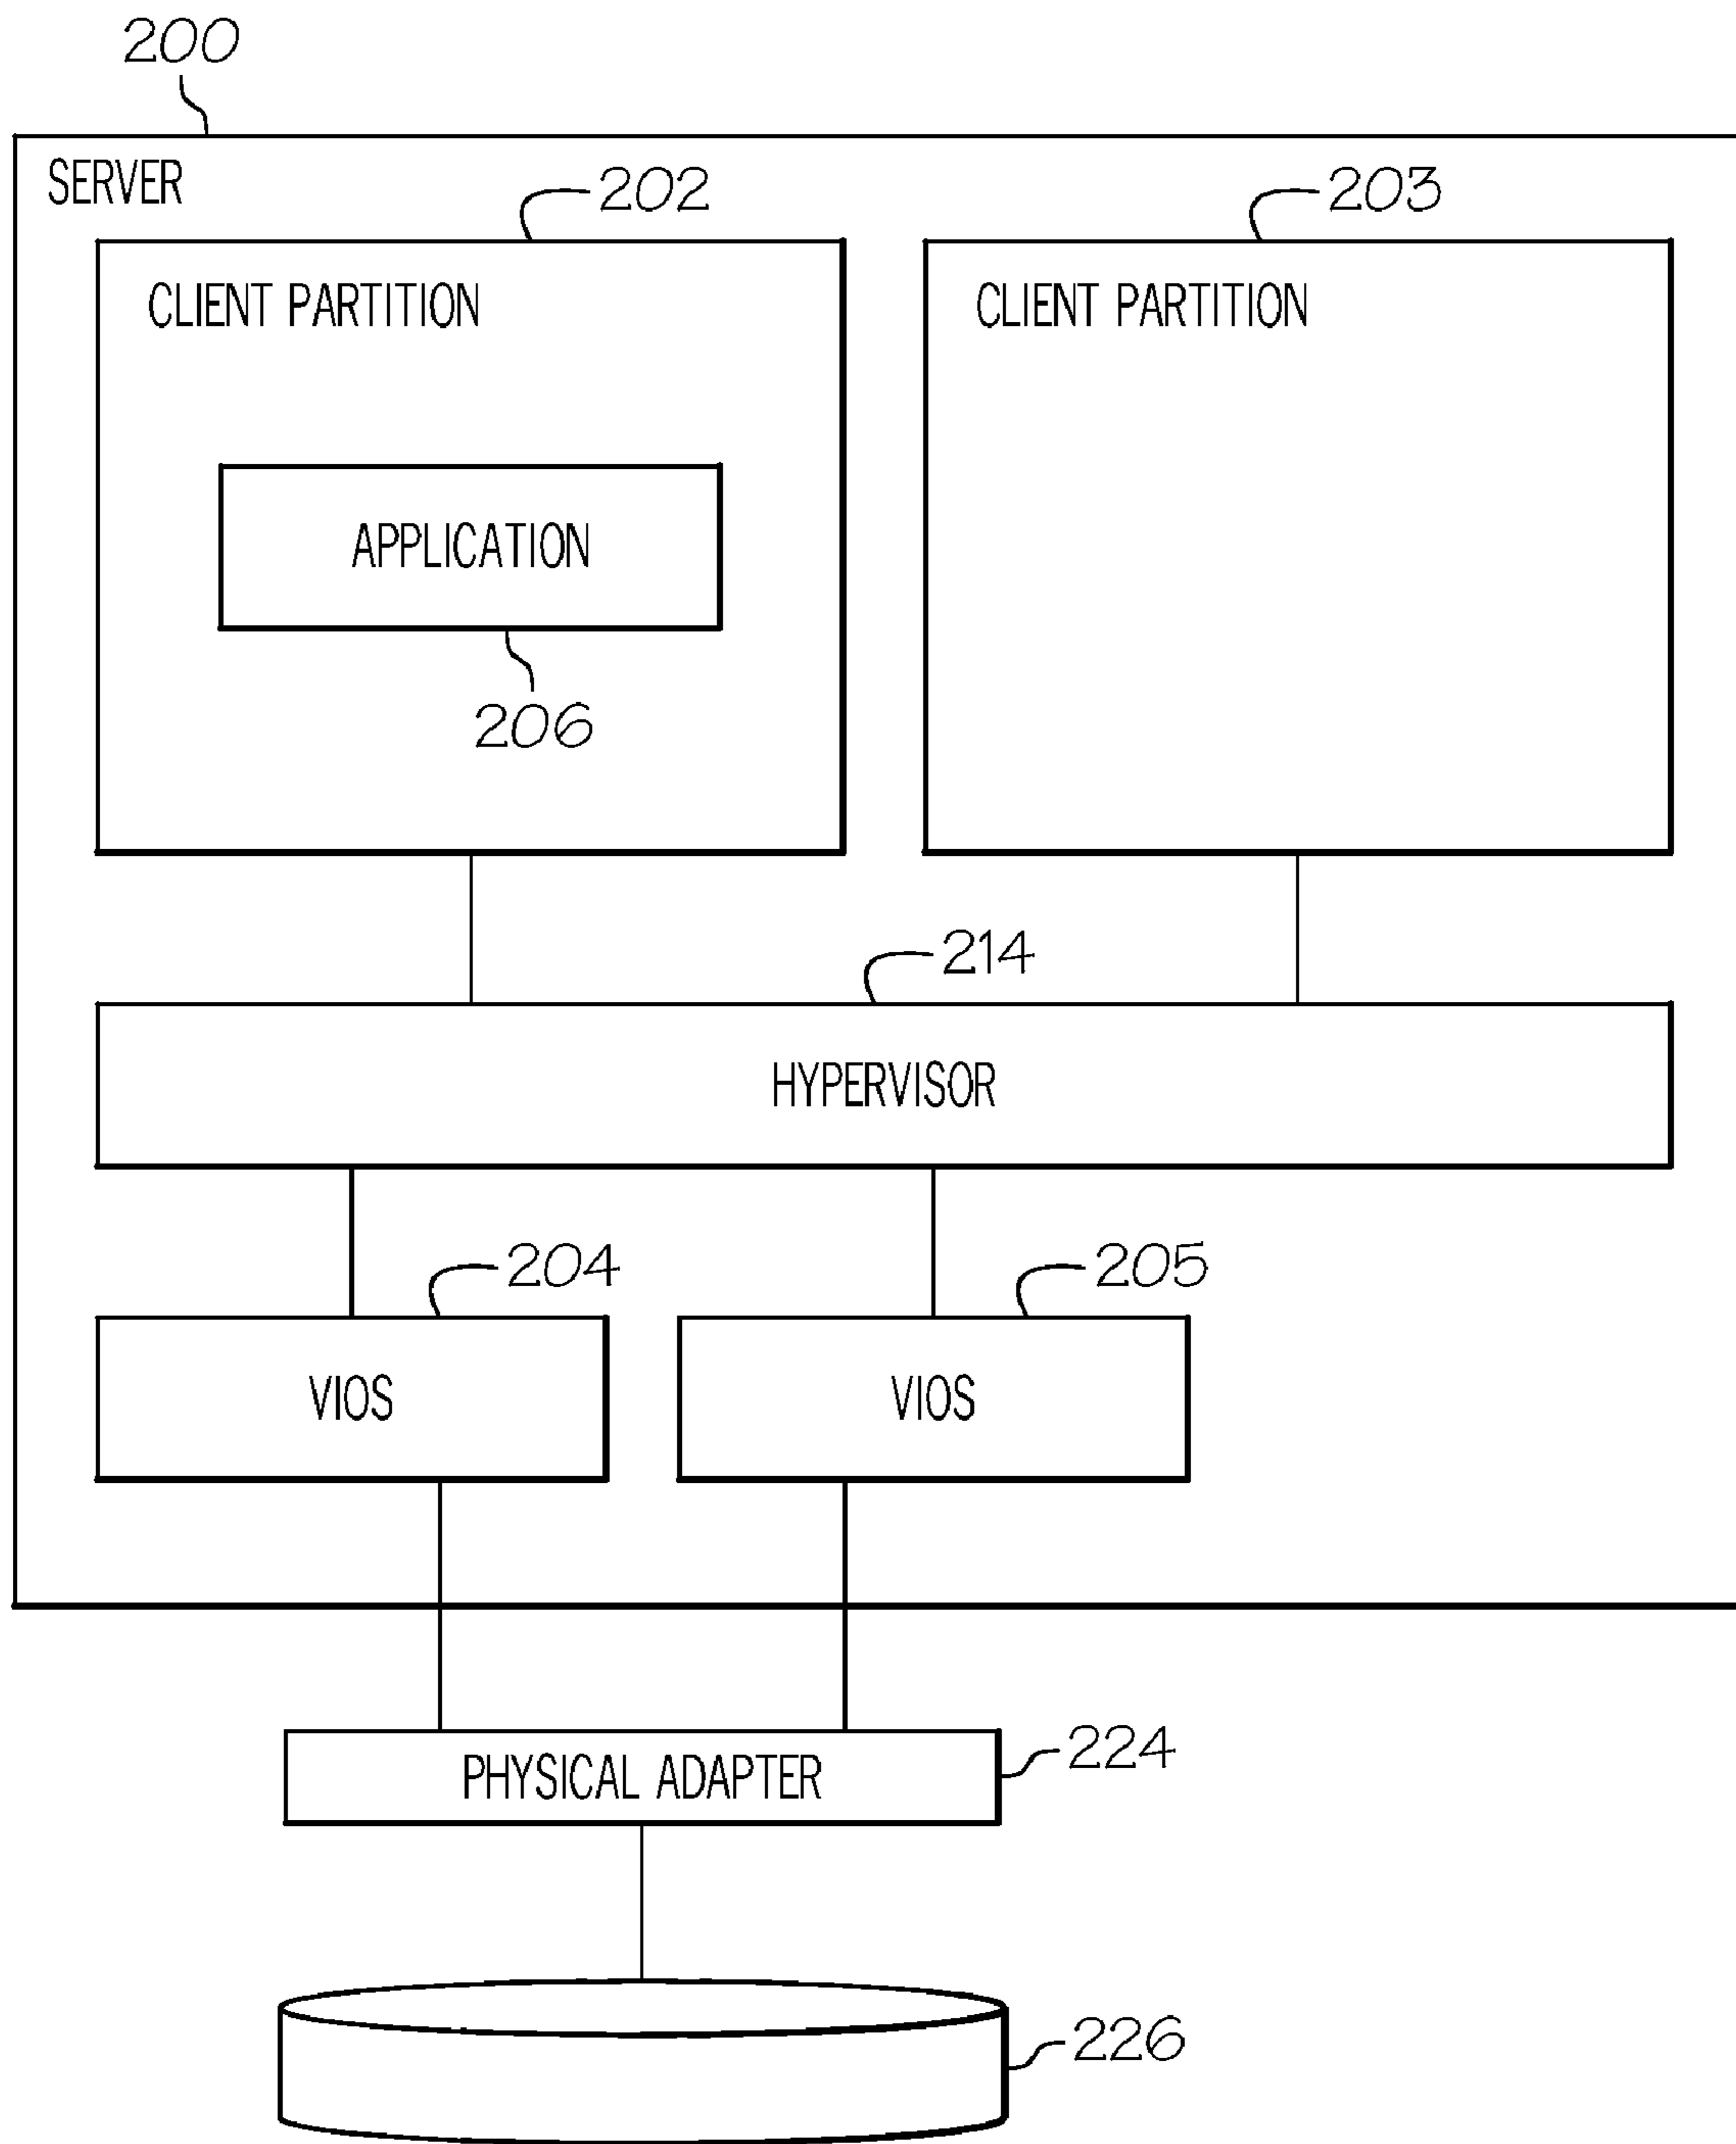 200
SERVER
202
203
CLIENT PARTITION
CLIENT PARTITION
APPLICATION
206
214
HYPERVISOR
204
205
VIOS
VIOS
PHYSICAL ADAPTER
224
226